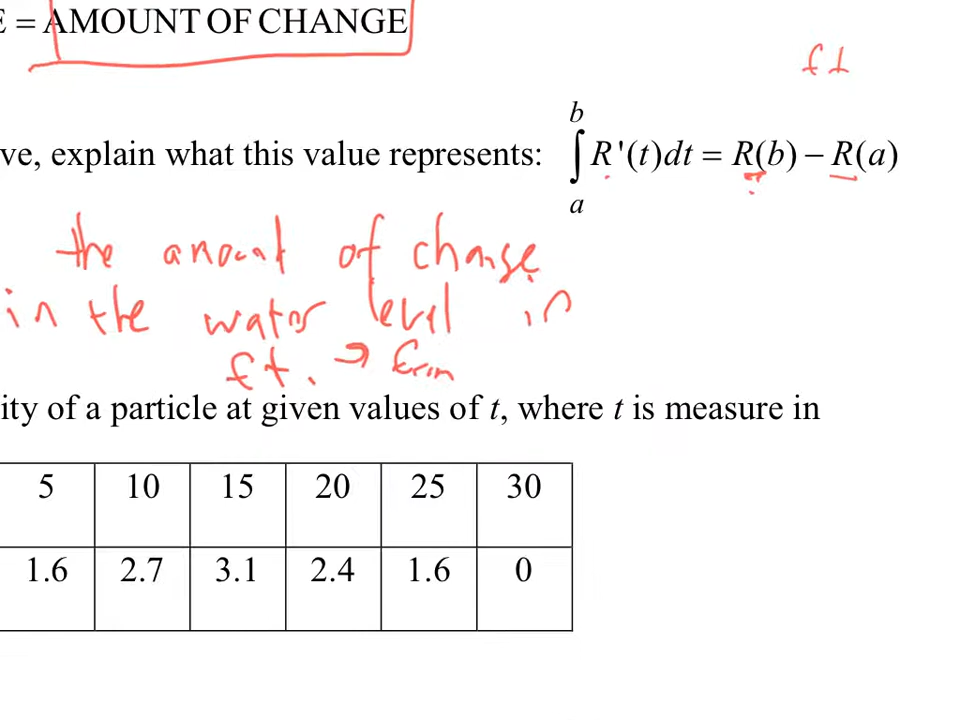 E = AMOUNT OF CHANGE
ft
ve, explain what this value represents: ∫ₐᵇ R'(t)dt = R(b) − R(a)
the amount of change
in the water level in
ft. → from
ity of a particle at given values of t, where t is measure in
5 10 15 20 25 30
1.6 2.7 3.1 2.4 1.6 0